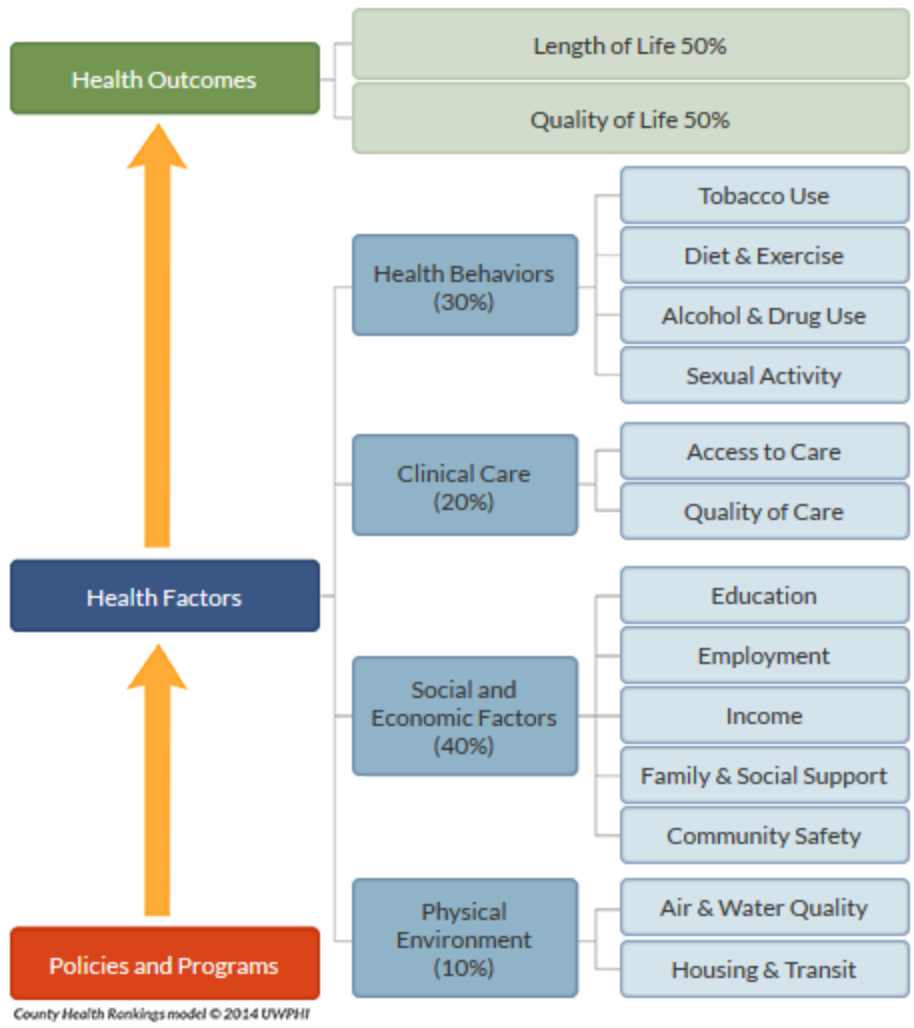 Health Outcomes
Length of Life 50%
Quality of Life 50%
Health Factors
Health Behaviors
(30%)
Tobacco Use
Diet & Exercise
Alcohol & Drug Use
Sexual Activity
Clinical Care
(20%)
Access to Care
Quality of Care
Social and
Economic Factors
(40%)
Education
Employment
Income
Family & Social Support
Community Safety
Physical
Environment
(10%)
Air & Water Quality
Housing & Transit
Policies and Programs
County Health Rankings model © 2014 UWPHI